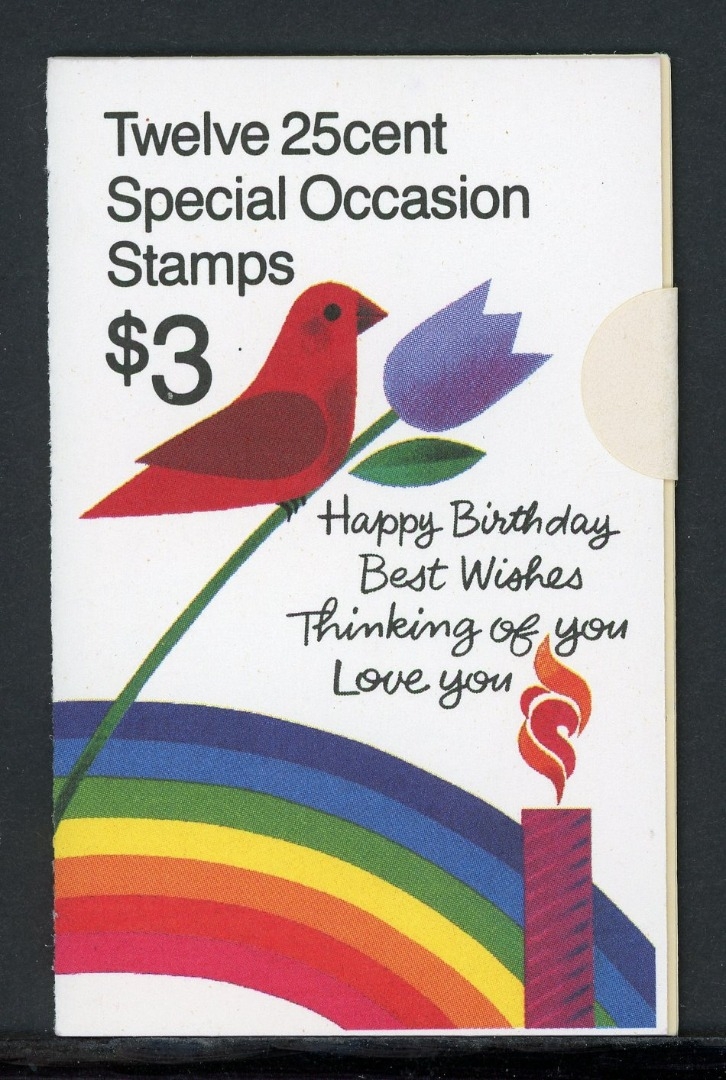 Twelve 25cent
Special Occasion
Stamps
$3
Happy Birthday
Best Wishes
Thinking of you
Love you